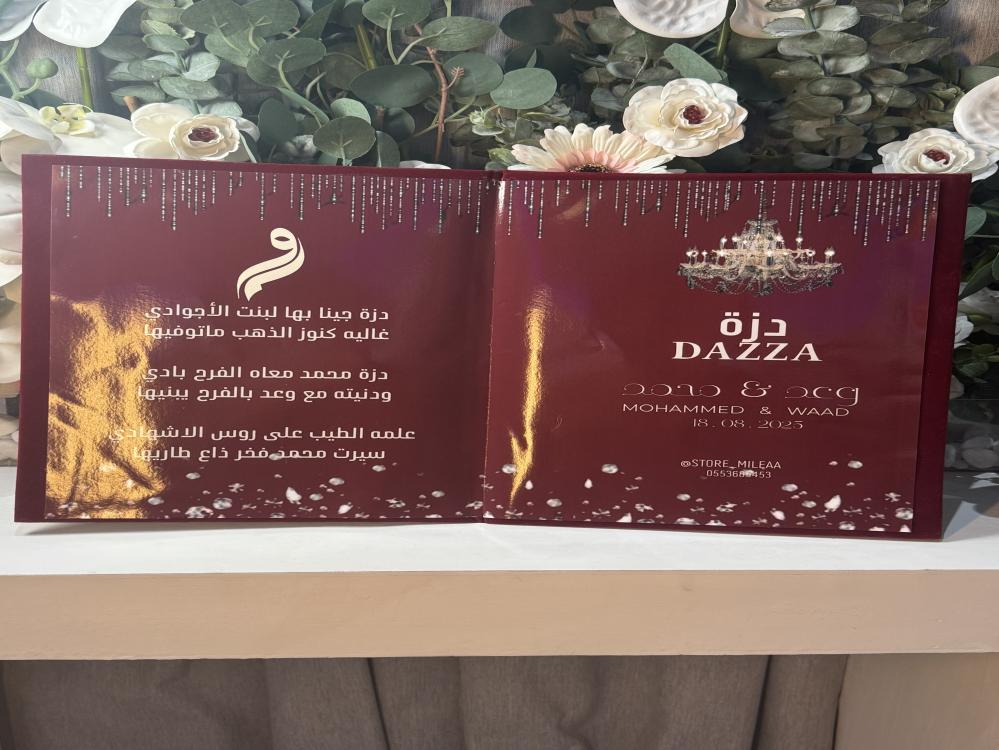 دزة
DAZZA
وعد & محمد
MOHAMMED & WAAD
18.08.2025
@STORE_MILEAA
دزة جينا بها لبنت الأجوادي
غاليه كنوز الذهب ماتوفيها
دزة محمد معاه الفرح بادي
ودنيته مع وعد بالفرح يبنيها
علمه الطيب على روس الاشهادي
سيرت محمد فخر ذاع طاريها